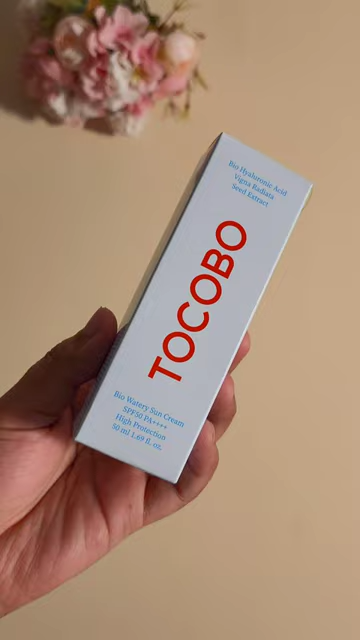 Bio Hyaluronic Acid
Vigna Radiata
Seed Extract
TOCOBO
Bio Watery Sun Cream
SPF50 PA++++
High Protection
50 ml 1.69 fl. oz.